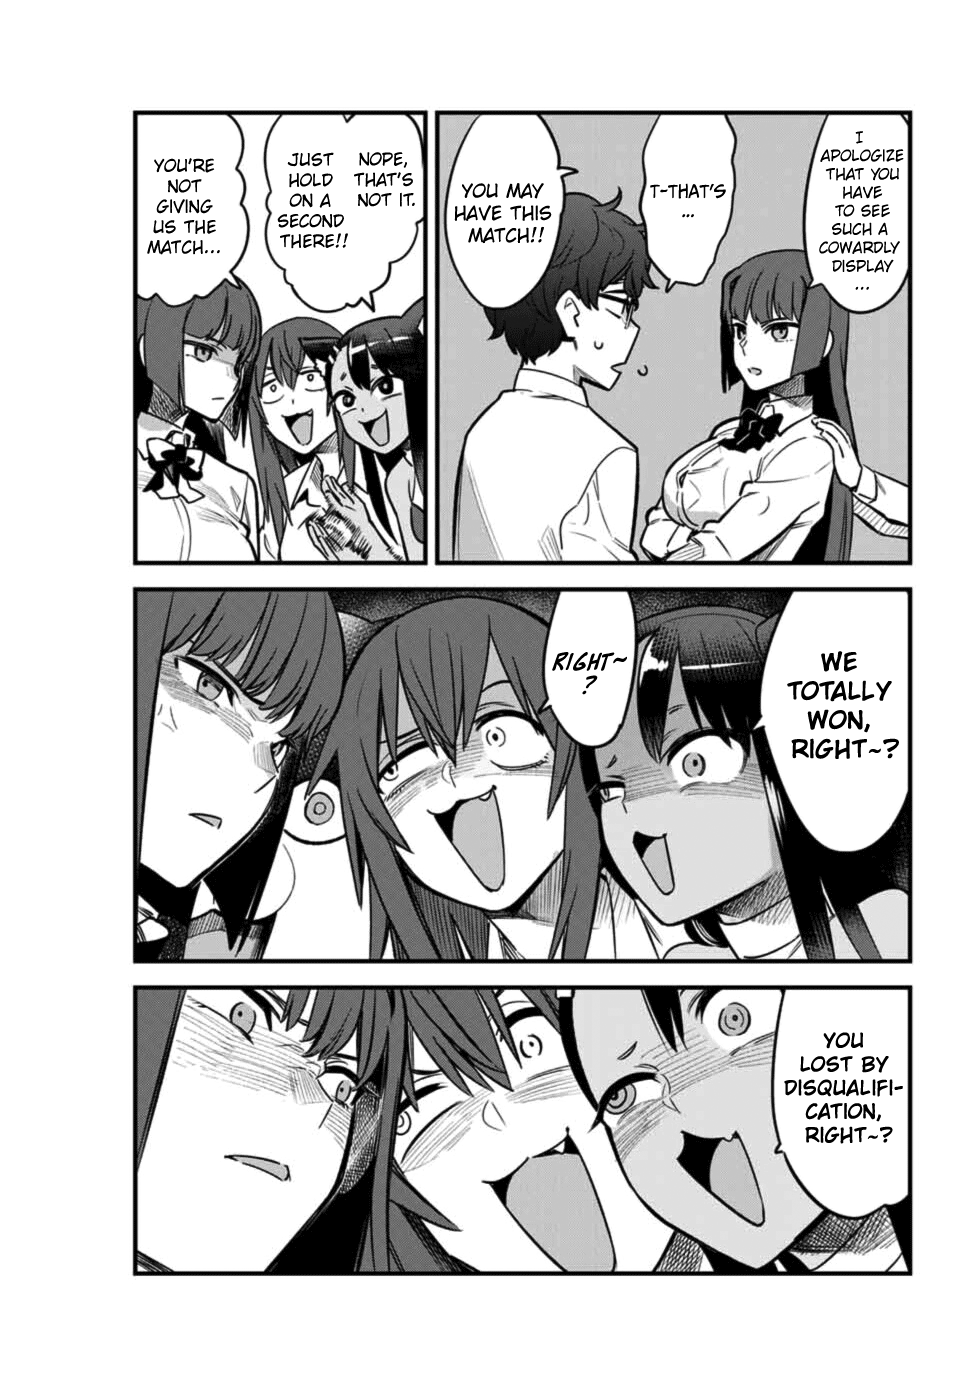 I
APOLOGIZE
THAT YOU
HAVE
TO SEE
SUCH A
COWARDLY
DISPLAY
...
T-THAT'S
...
YOU MAY
HAVE THIS
MATCH!!
NOPE,
THAT'S
NOT IT.
JUST
HOLD
ON A
SECOND
THERE!!
YOU'RE
NOT
GIVING
US THE
MATCH...
WE
TOTALLY
WON,
RIGHT~?
RIGHT~
?
YOU
LOST BY
DISQUALIFI-
CATION,
RIGHT~?